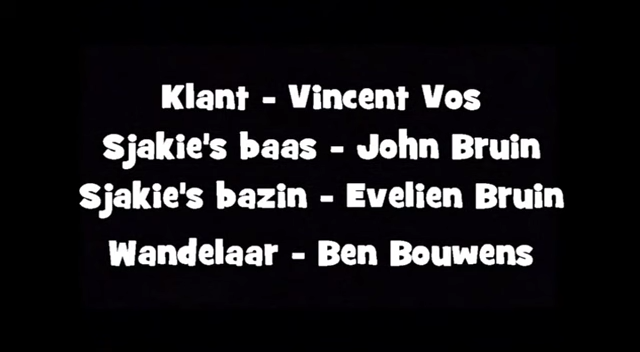 Klant - Vincent Vos
Sjakie's baas - John Bruin
Sjakie's bazin - Evelien Bruin
Wandelaar - Ben Bouwens